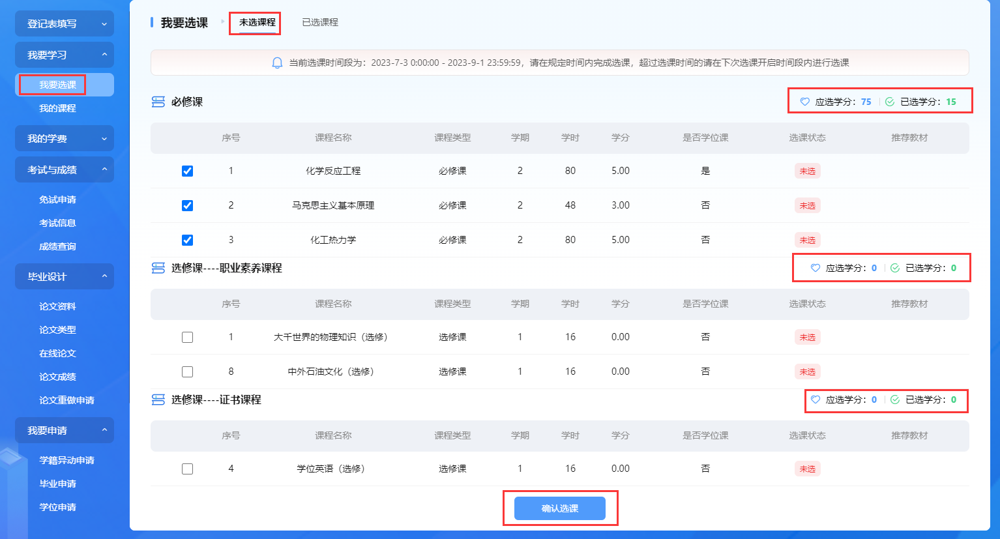 登记表填写
我要学习
我要选课
我的课程
我的学费
考试与成绩
免试申请
考试信息
成绩查询
毕业设计
论文资料
论文类型
在线论文
论文成绩
论文重做申请
我要申请
学籍异动申请
毕业申请
学位申请
我要选课 未选课程 已选课程
当前选课时间段为：2023-7-3 0:00:00 - 2023-9-1 23:59:59，请在规定时间内完成选课，超过选课时间的请在下次选课开启时间段内进行选课
必修课 应选学分：75 已选学分：15
序号 课程名称 课程类型 学期 学时 学分 是否学位课 选课状态 推荐教材
1 化学反应工程 必修课 2 80 5.00 是 未选
2 马克思主义基本原理 必修课 2 48 3.00 否 未选
3 化工热力学 必修课 2 80 5.00 否 未选
选修课----职业素养课程 应选学分：0 已选学分：0
序号 课程名称 课程类型 学期 学时 学分 是否学位课 选课状态 推荐教材
1 大千世界的物理知识（选修） 选修课 1 16 0.00 否 未选
8 中外石油文化（选修） 选修课 1 16 0.00 否 未选
选修课----证书课程 应选学分：0 已选学分：0
序号 课程名称 课程类型 学期 学时 学分 是否学位课 选课状态 推荐教材
4 学位英语（选修） 选修课 1 16 0.00 否 未选
确认选课